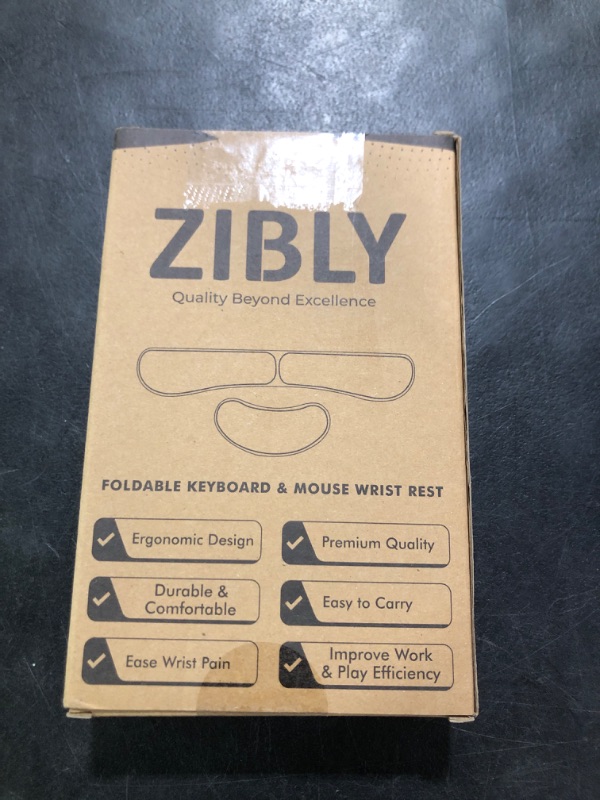 ZIBLY
Quality Beyond Excellence
FOLDABLE KEYBOARD & MOUSE WRIST REST
Ergonomic Design
Premium Quality
Durable &
Comfortable
Easy to Carry
Ease Wrist Pain
Improve Work
& Play Efficiency